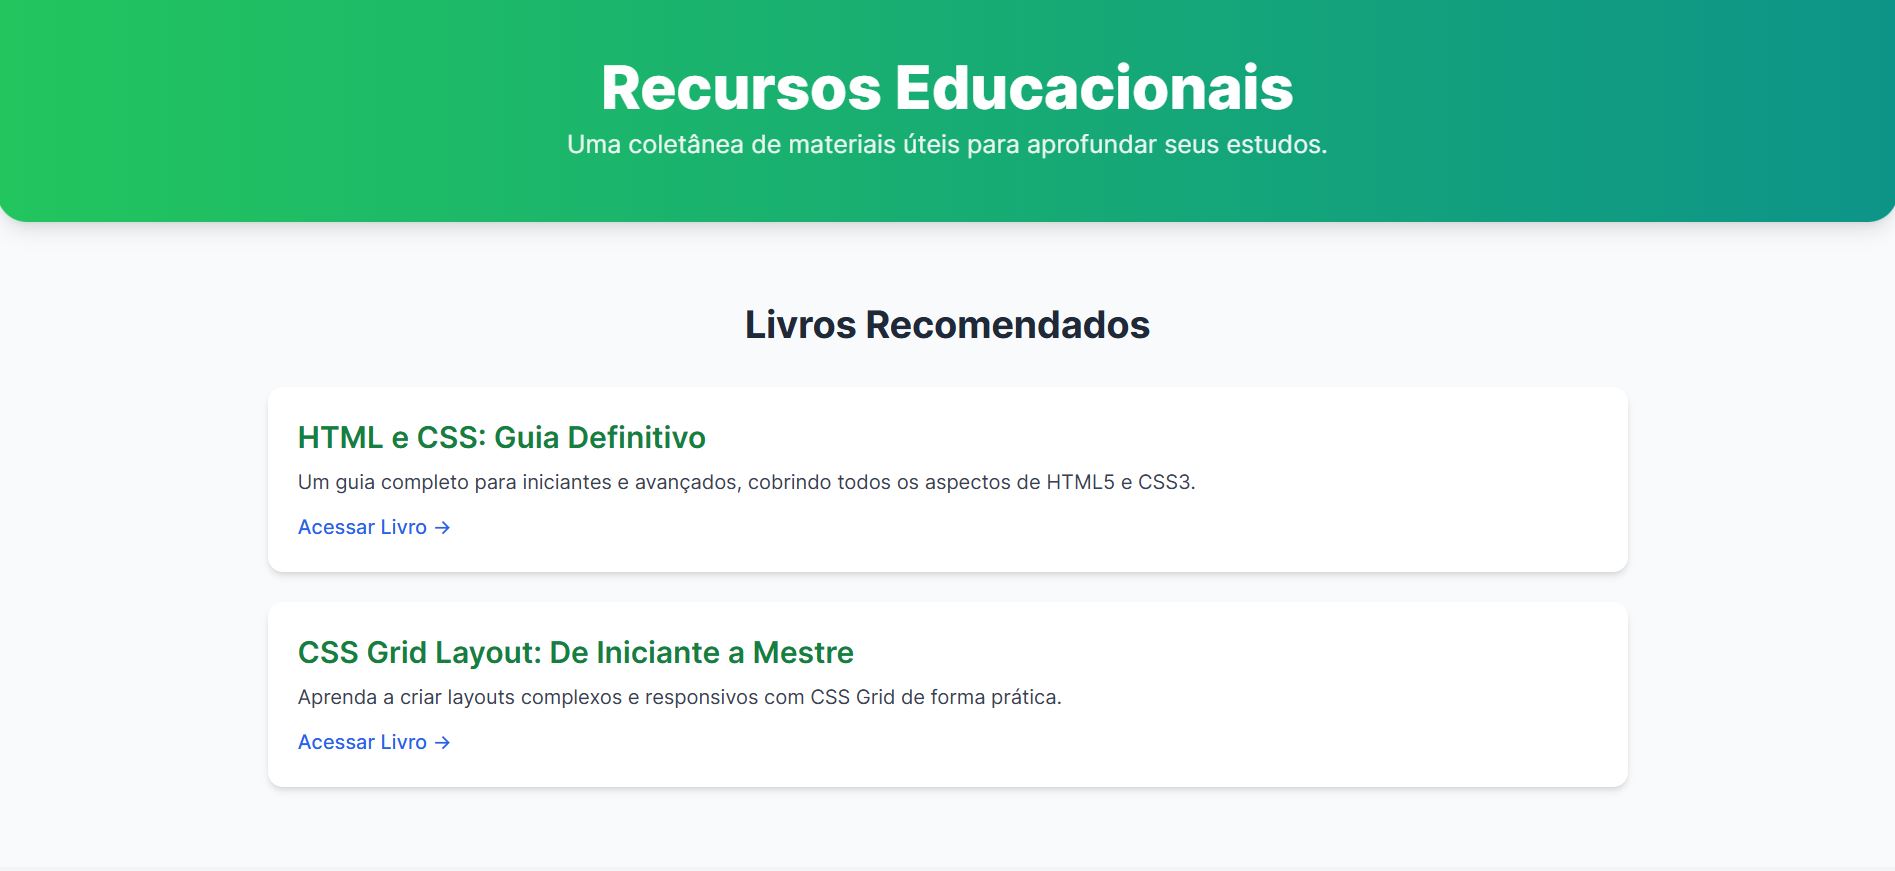 Recursos Educacionais
Uma coletânea de materiais úteis para aprofundar seus estudos.
Livros Recomendados
HTML e CSS: Guia Definitivo
Um guia completo para iniciantes e avançados, cobrindo todos os aspectos de HTML5 e CSS3.
Acessar Livro →
CSS Grid Layout: De Iniciante a Mestre
Aprenda a criar layouts complexos e responsivos com CSS Grid de forma prática.
Acessar Livro →